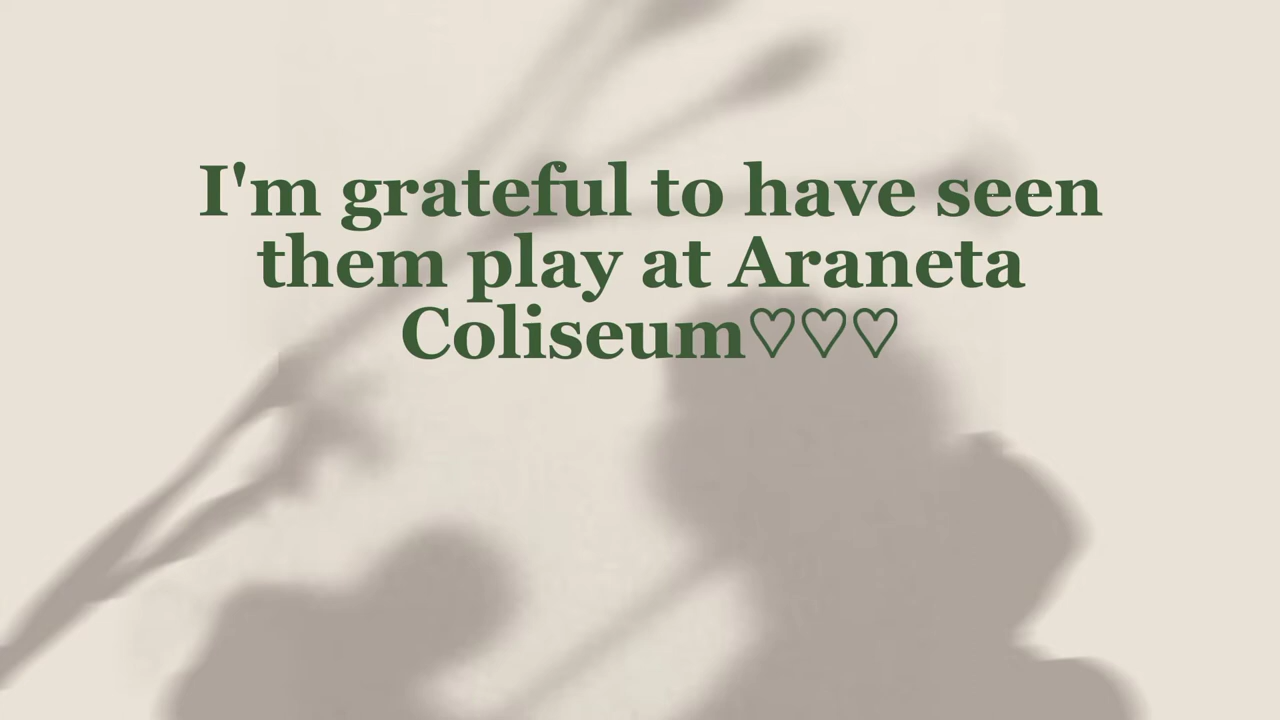 I'm grateful to have seen
them play at Araneta
Coliseum♡♡♡